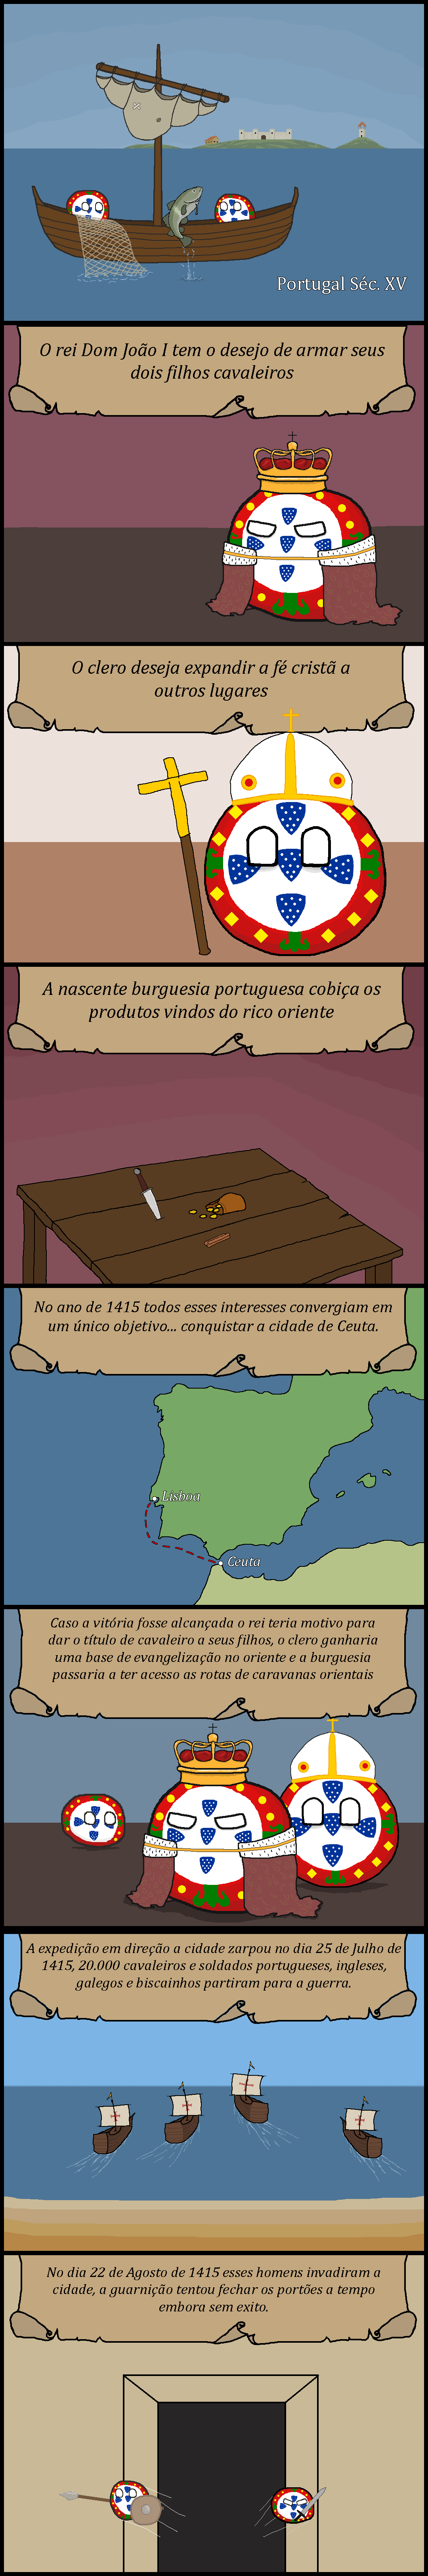 Portugal Séc. XV
O rei Dom João I tem o desejo de armar seus
dois filhos cavaleiros
O clero deseja expandir a fé cristã a
outros lugares
A nascente burguesia portuguesa cobiça os
produtos vindos do rico oriente
No ano de 1415 todos esses interesses convergiam em
um único objetivo... conquistar a cidade de Ceuta.
Lisboa
Ceuta
Caso a vitória fosse alcançada o rei teria motivo para
dar o título de cavaleiro a seus filhos, o clero ganharia
uma base de evangelização no oriente e a burguesia
passaria a ter acesso as rotas de caravanas orientais
A expedição em direção a cidade zarpou no dia 25 de Julho de
1415, 20.000 cavaleiros e soldados portugueses, ingleses,
galegos e biscainhos partiram para a guerra.
No dia 22 de Agosto de 1415 esses homens invadiram a
cidade, a guarnição tentou fechar os portões a tempo
embora sem exito.